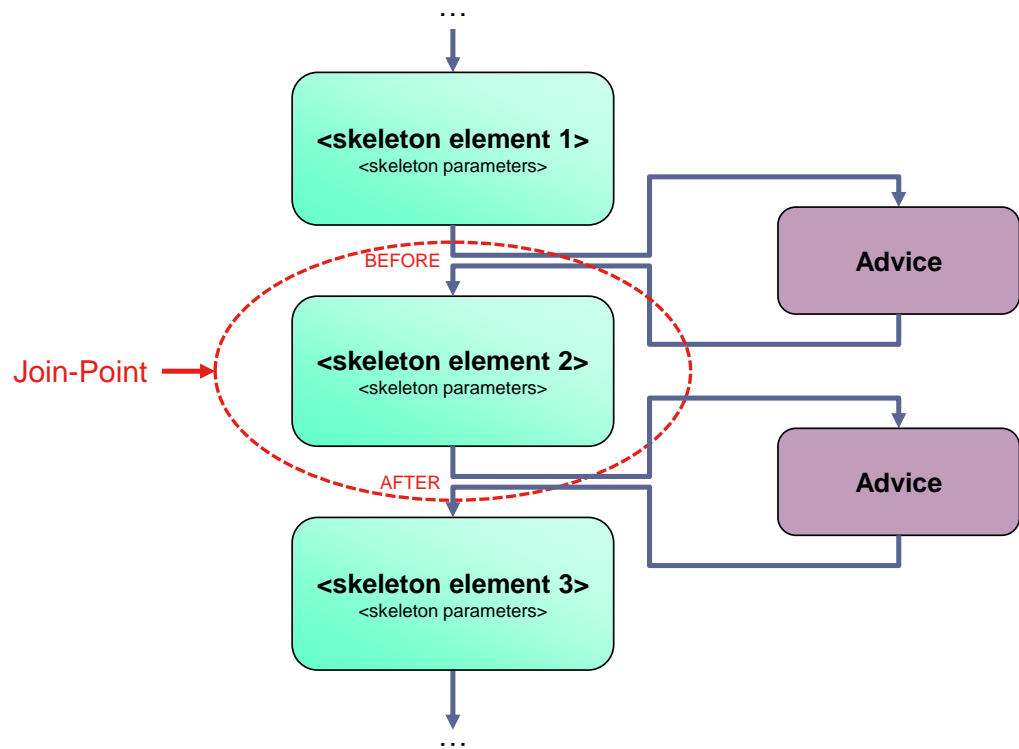 ...
<skeleton element 1>
<skeleton parameters>
Advice
BEFORE
<skeleton element 2>
<skeleton parameters>
Join-Point
AFTER
Advice
<skeleton element 3>
<skeleton parameters>
...